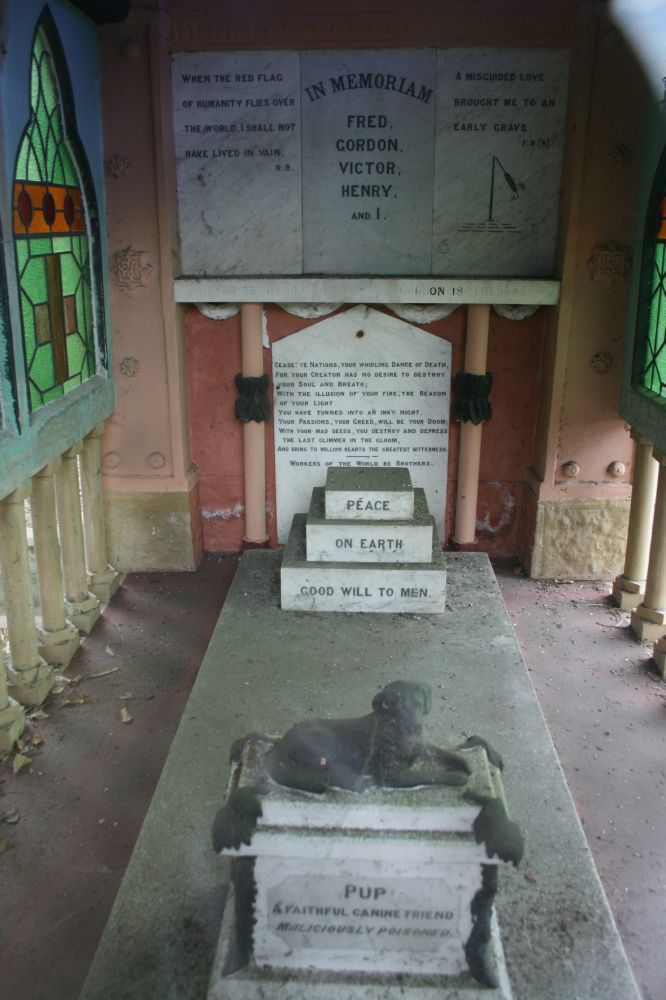 WHEN THE RED FLAG
OF HUMANITY FLIES OVER
THE WORLD, I SHALL NOT
HAVE LIVED IN VAIN.
R.R.
IN MEMORIAM
FRED,
GORDON,
VICTOR,
HENRY,
AND I.
A MISGUIDED LOVE
BROUGHT ME TO AN
EARLY GRAVE.
GORDON 18
CEASE! YE NATIONS, YOUR WHIRLING DANCE OF DEATH,
FOR YOUR CREATOR HAS NO DESIRE TO DESTROY
YOUR SOUL AND BREATH;
WITH THE ILLUSION OF YOUR FIRE, THE BEACON
OF YOUR LIGHT
YOU HAVE TURNED INTO AN INKY NIGHT.
YOUR PASSIONS, YOUR GREED, WILL BE YOUR DOOM;
WITH YOUR MAD DEEDS, YOU DESTROY AND DEPRESS
THE LAST GLIMMER IN THE GLOOM,
AND BRING TO MILLION HEARTS THE GREATEST BITTERNESS.
WORKERS OF THE WORLD BE BROTHERS.
PEACE
ON EARTH
GOOD WILL TO MEN.
PUP
A FAITHFUL CANINE FRIEND
MALICIOUSLY POISONED.